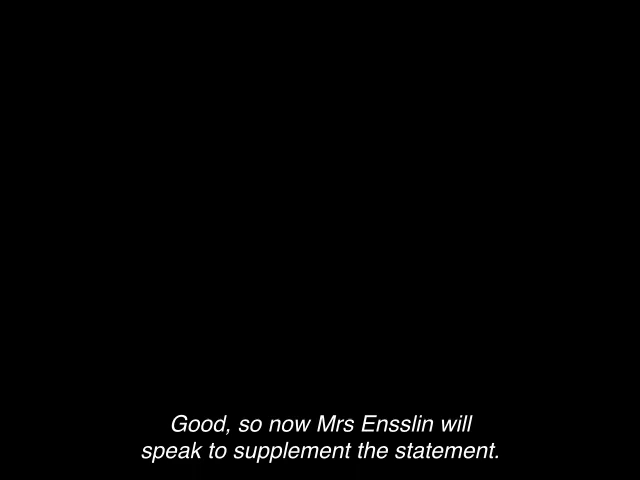 Good, so now Mrs Ensslin will
speak to supplement the statement.